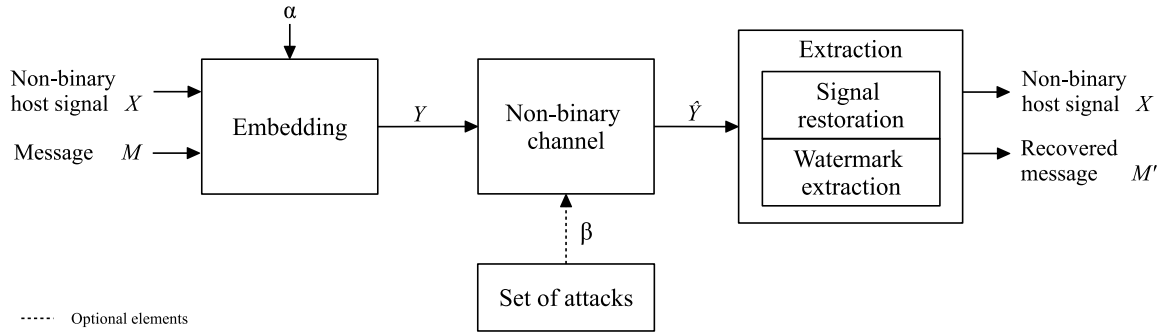 α
Non-binary
host signal X
Message M
Embedding
Y
Non-binary
channel
Ŷ
Extraction
Signal
restoration
Watermark
extraction
Non-binary
host signal X
Recovered
message M′
β
Set of attacks
Optional elements